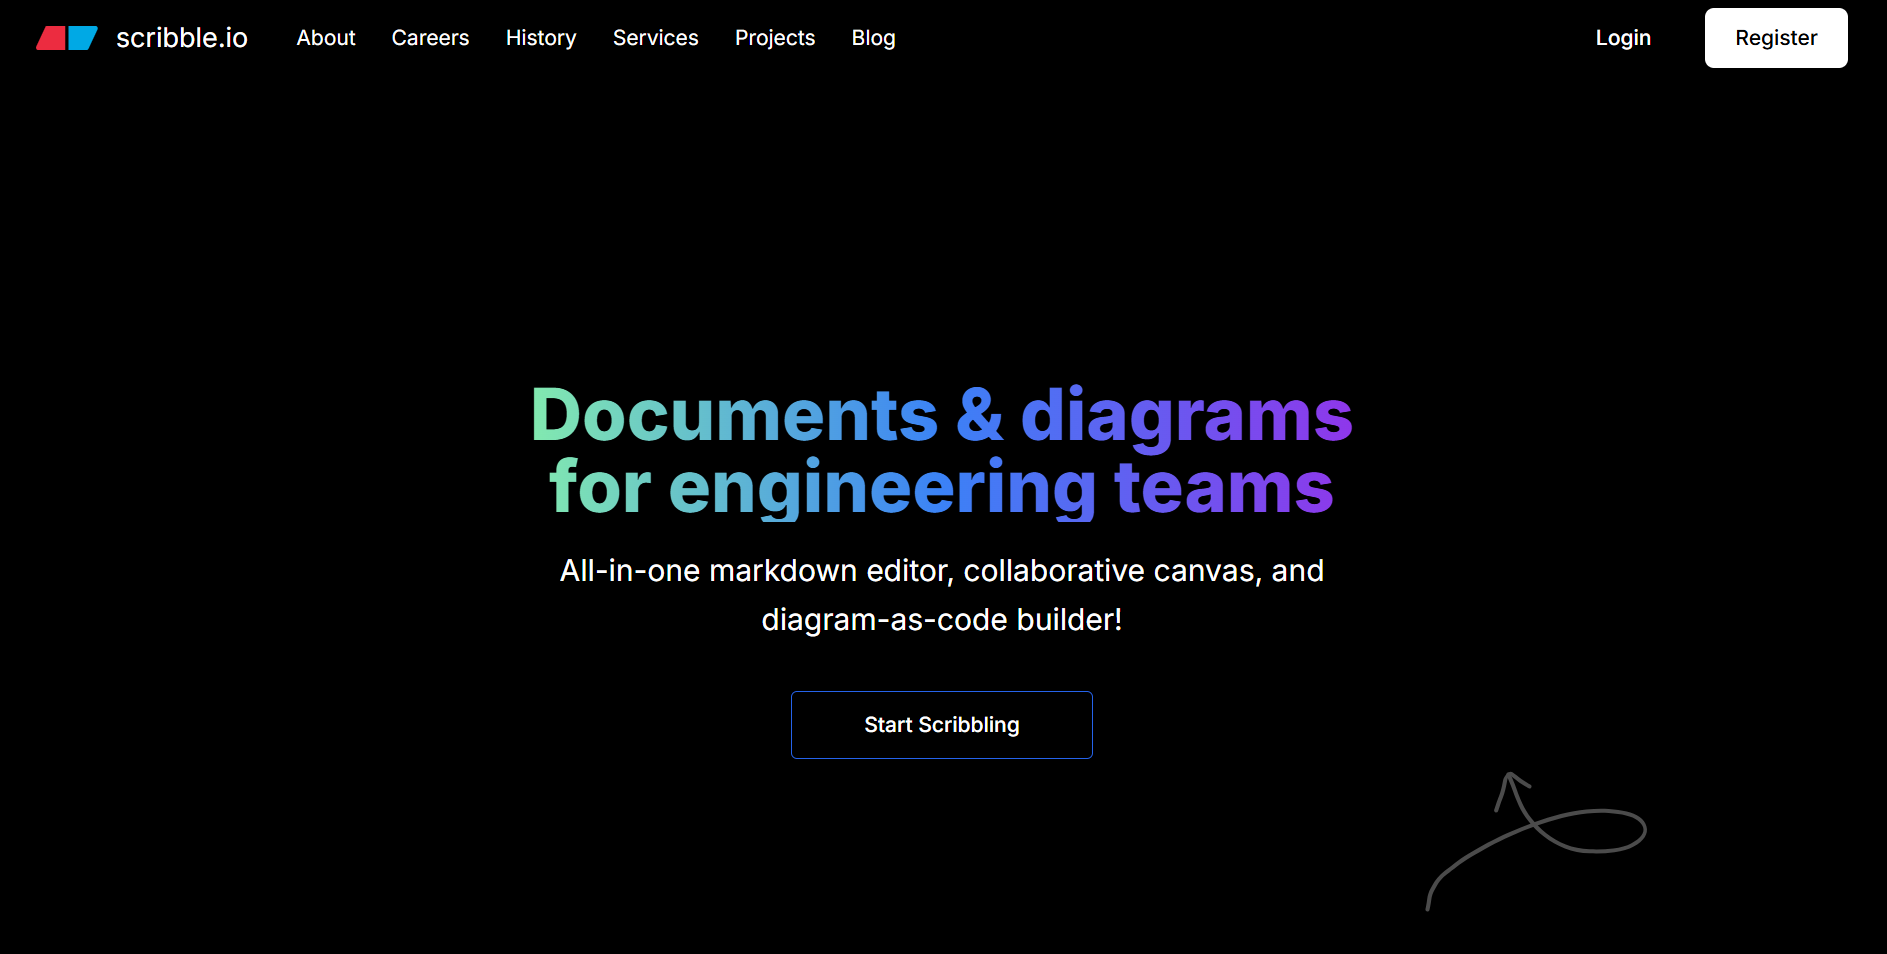 scribble.io About Careers History Services Projects Blog Login Register
Documents & diagrams
for engineering teams
All-in-one markdown editor, collaborative canvas, and
diagram-as-code builder!
Start Scribbling